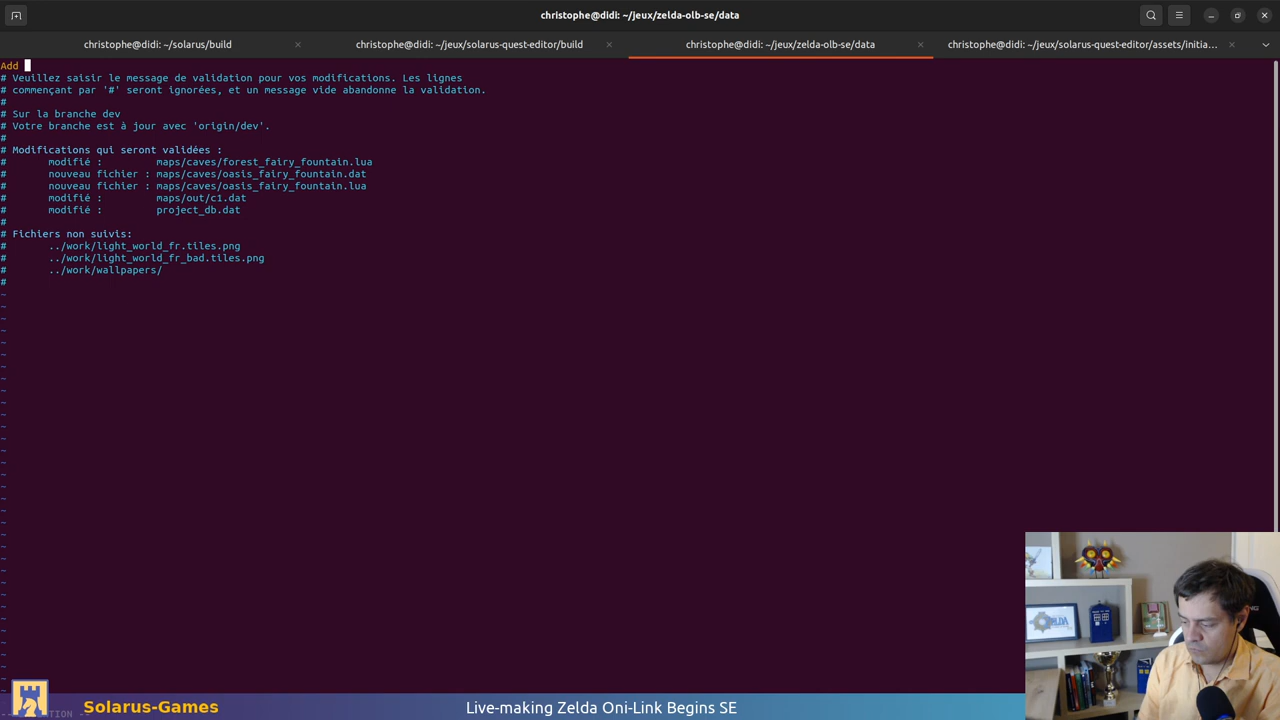 christophe@didi: ~/jeux/zelda-olb-se/data
christophe@didi: ~/solarus/build
christophe@didi: ~/jeux/solarus-quest-editor/build
christophe@didi: ~/jeux/zelda-olb-se/data
christophe@didi: ~/jeux/solarus-quest-editor/assets/initia...
Add
# Veuillez saisir le message de validation pour vos modifications. Les lignes
# commençant par '#' seront ignorées, et un message vide abandonne la validation.
#
# Sur la branche dev
# Votre branche est à jour avec 'origin/dev'.
#
# Modifications qui seront validées :
#       modifié :         maps/caves/forest_fairy_fountain.lua
#       nouveau fichier : maps/caves/oasis_fairy_fountain.dat
#       nouveau fichier : maps/caves/oasis_fairy_fountain.lua
#       modifié :         maps/out/c1.dat
#       modifié :         project_db.dat
#
# Fichiers non suivis:
#       ../work/light_world_fr.tiles.png
#       ../work/light_world_fr_bad.tiles.png
#       ../work/wallpapers/
#
Solarus-Games
Live-making Zelda Oni-Link Begins SE